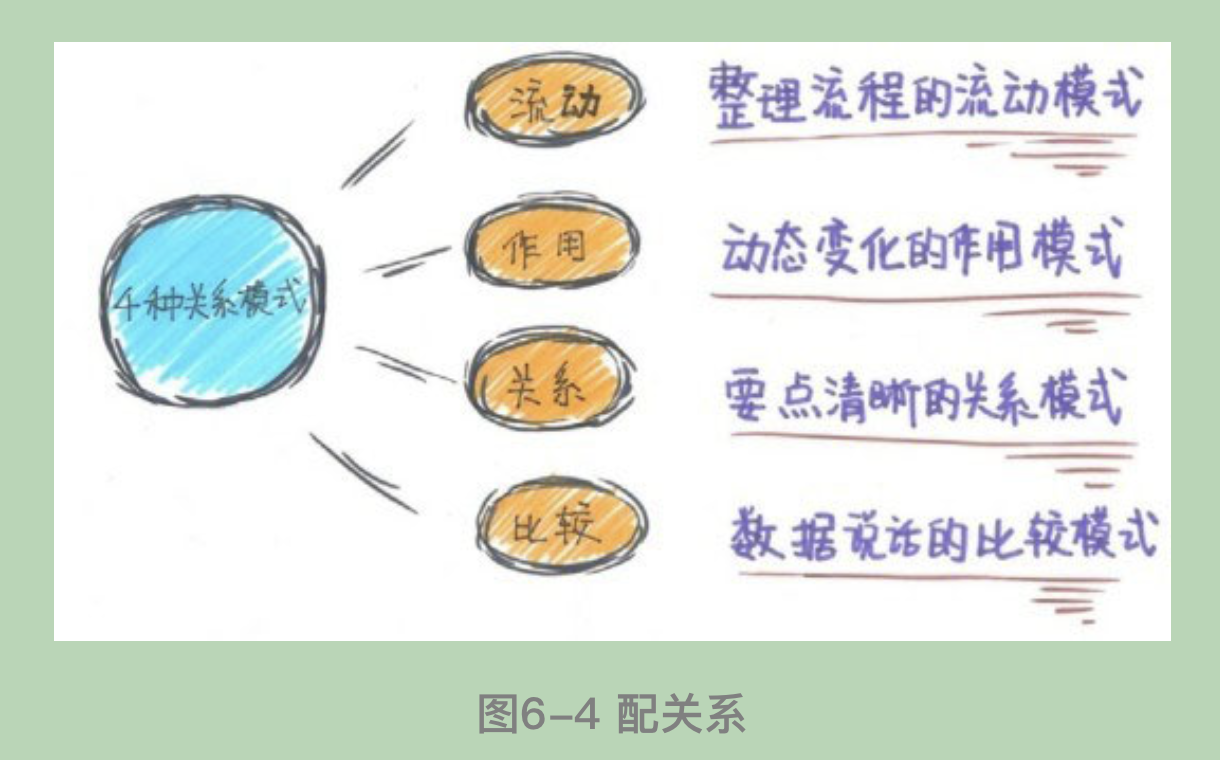 流动
整理流程的流动模式
作用
动态变化的作用模式
4种关系模式
关系
要点清晰的关系模式
比较
数据说话的比较模式
图6-4 配关系